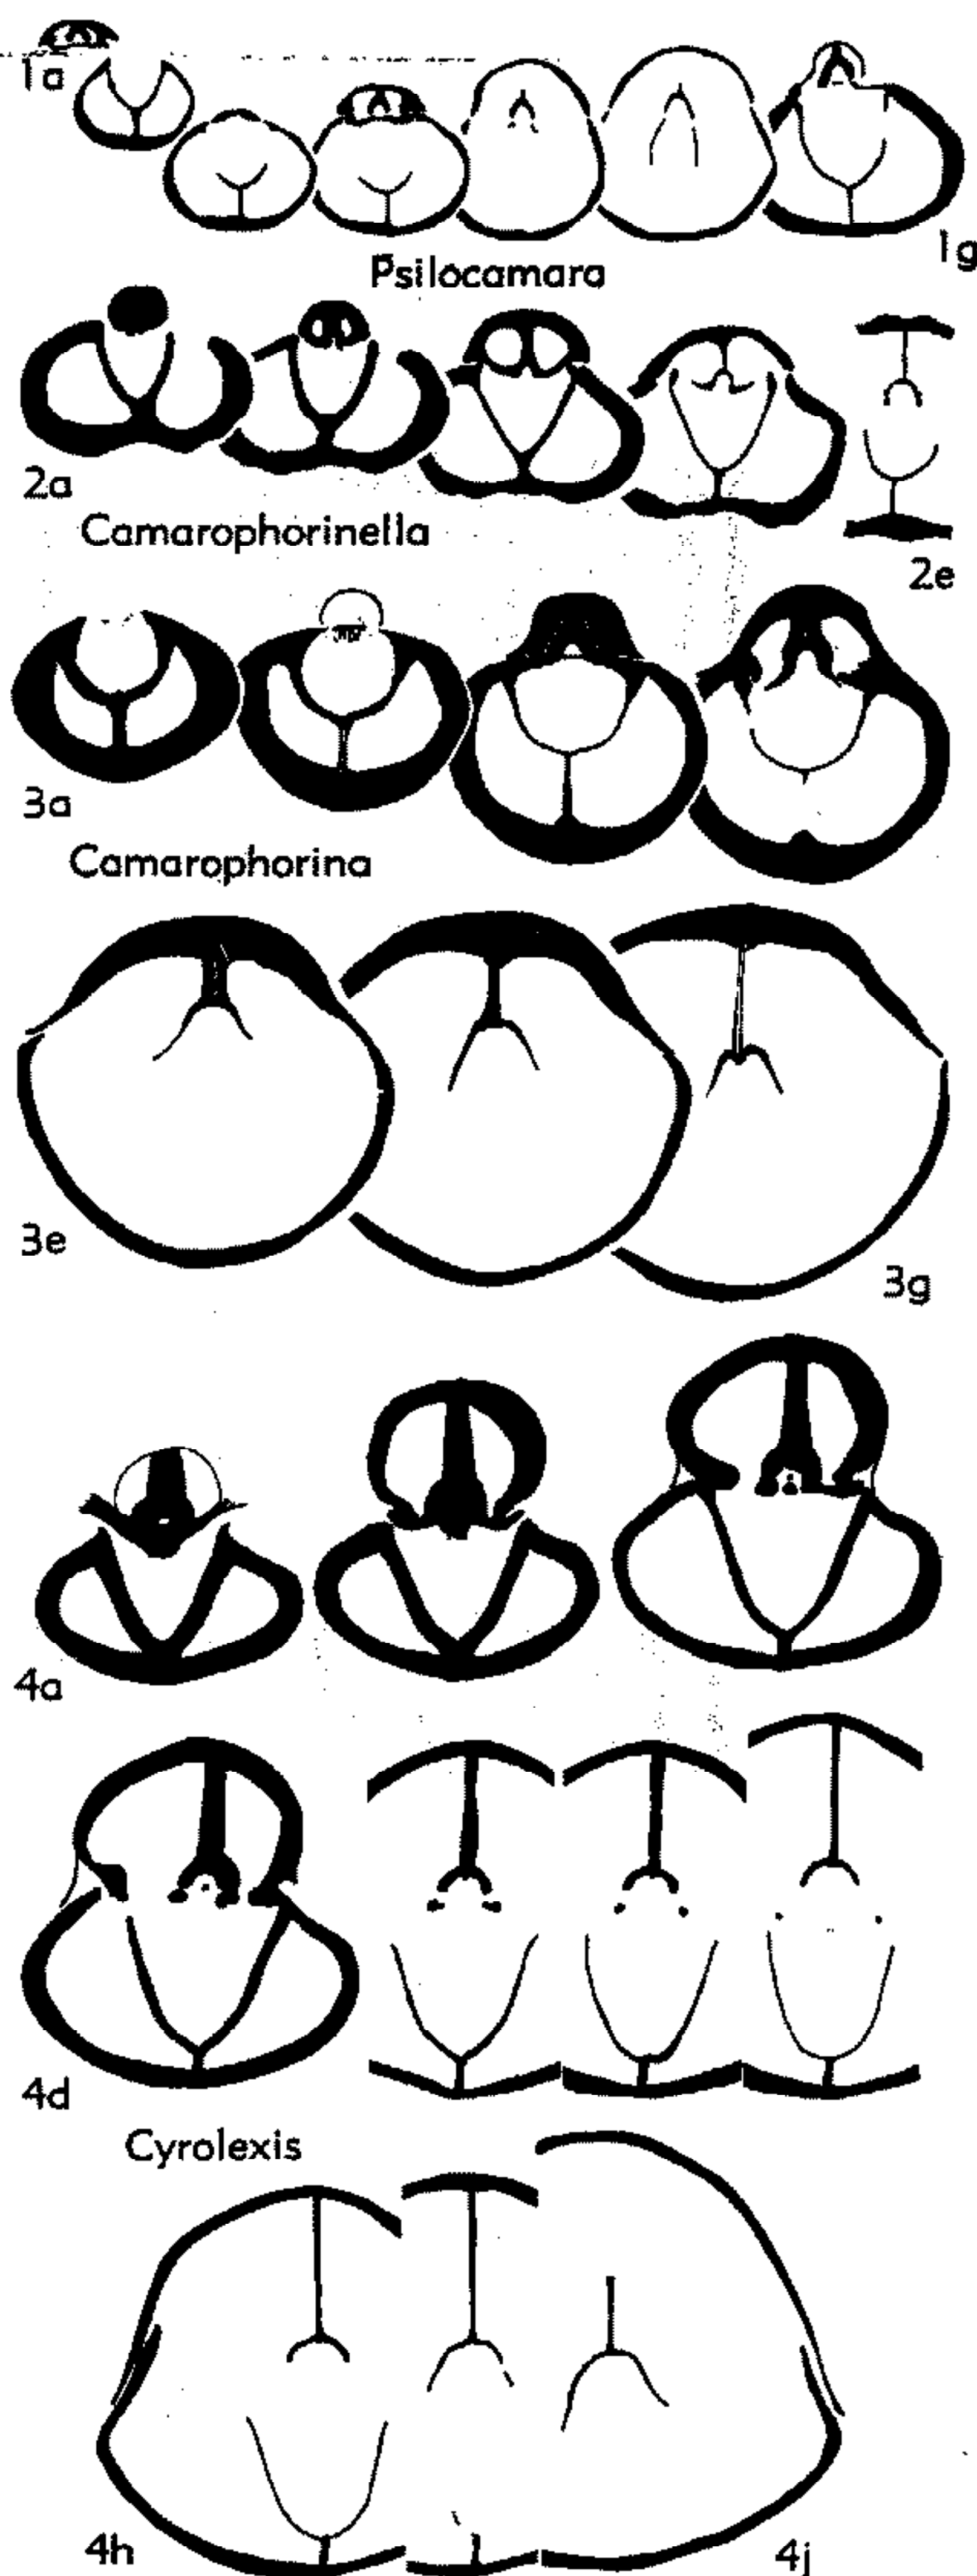 1a
1g
Psilocamara
2a
Camarophorinella
2e
3a
Camarophorina
3e
3g
4a
4d
Cyrolexis
4h
4j